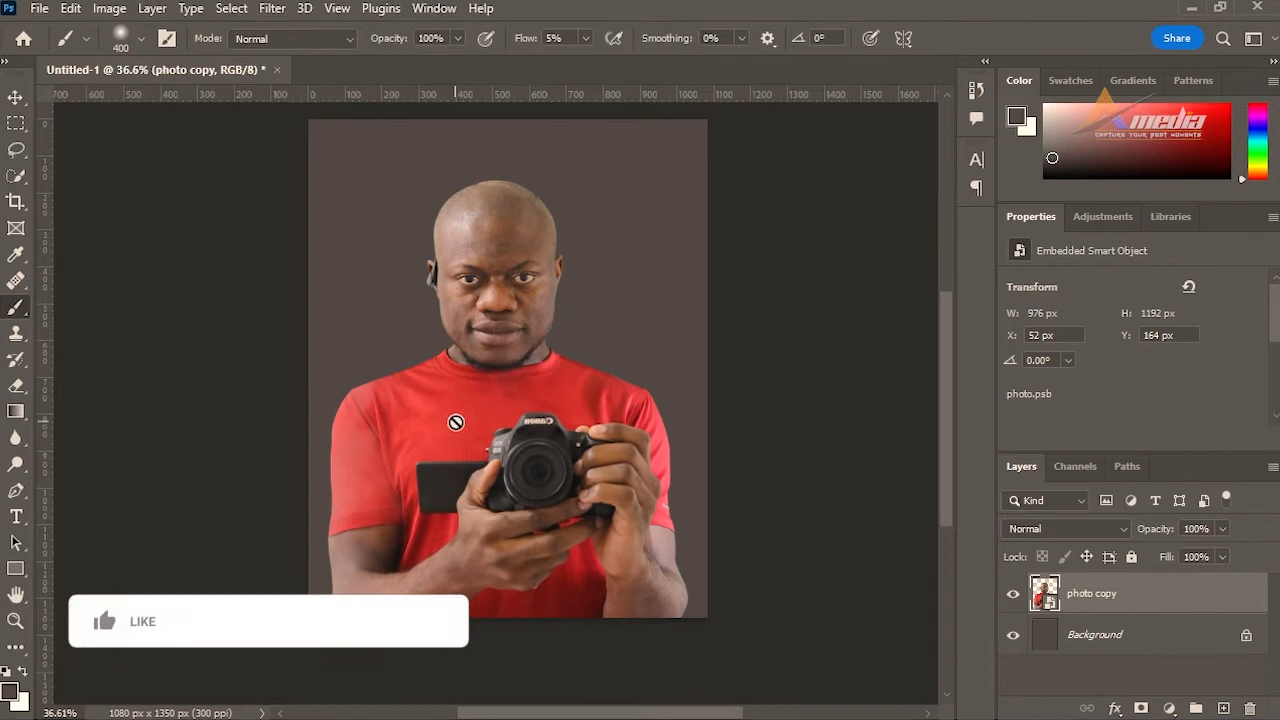 Ps File Edit Image Layer Type Select Filter 3D View Plugins Window Help
400 Mode: Normal Opacity: 100% Flow: 5% Smoothing: 0% 0° Share
Untitled-1 @ 36.6% (photo copy, RGB/8) * ×
700 600 500 400 300 200 100 0 100 200 300 400 500 600 700 800 900 1000 1100 1200 1300 1400 1500 1600
Color Swatches Gradients Patterns
media
CAPTURE YOUR BEST MOMENTS
Properties Adjustments Libraries
Embedded Smart Object
Transform
W: 976 px H: 1192 px
X: 52 px Y: 164 px
0.00°
photo.psb
Canon
Layers Channels Paths
Kind
Normal Opacity: 100%
Lock: Fill: 100%
photo copy
Background
LIKE
36.61% 1080 px x 1350 px (300 ppi)